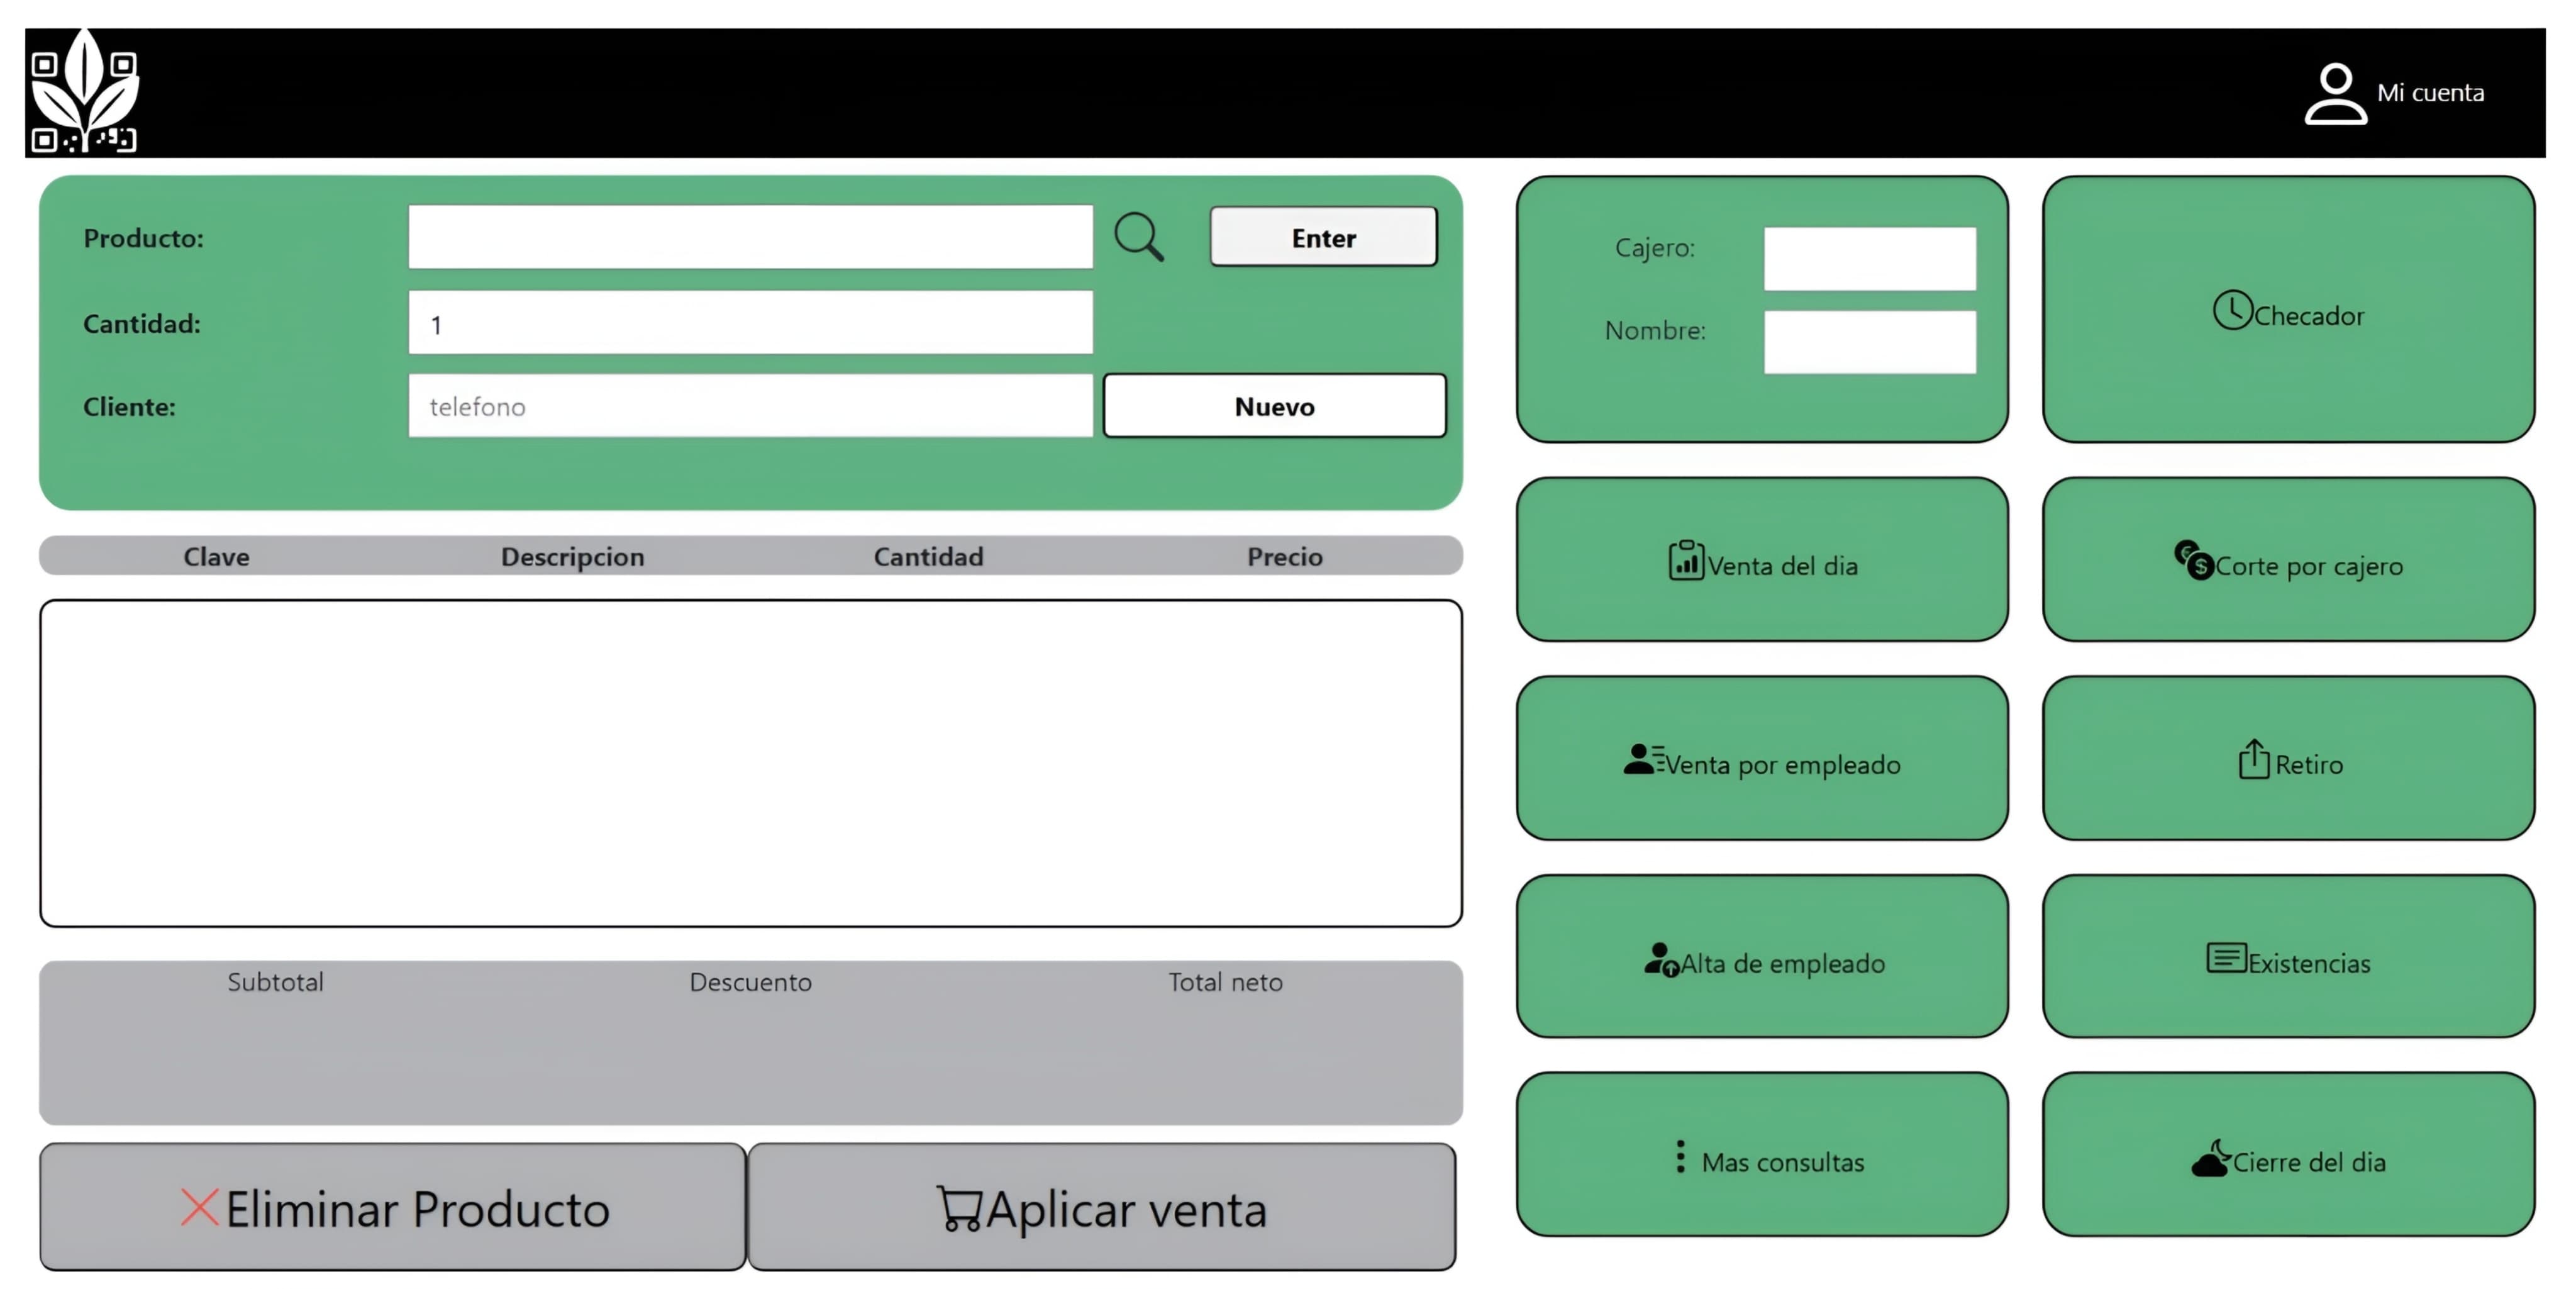 Mi cuenta
Producto:
Enter
Cantidad:
1
Cliente:
telefono
Nuevo
Clave Descripcion Cantidad Precio
Subtotal Descuento Total neto
Eliminar Producto
Aplicar venta
Cajero:
Nombre:
Checador
Venta del dia
Corte por cajero
Venta por empleado
Retiro
Alta de empleado
Existencias
Mas consultas
Cierre del dia